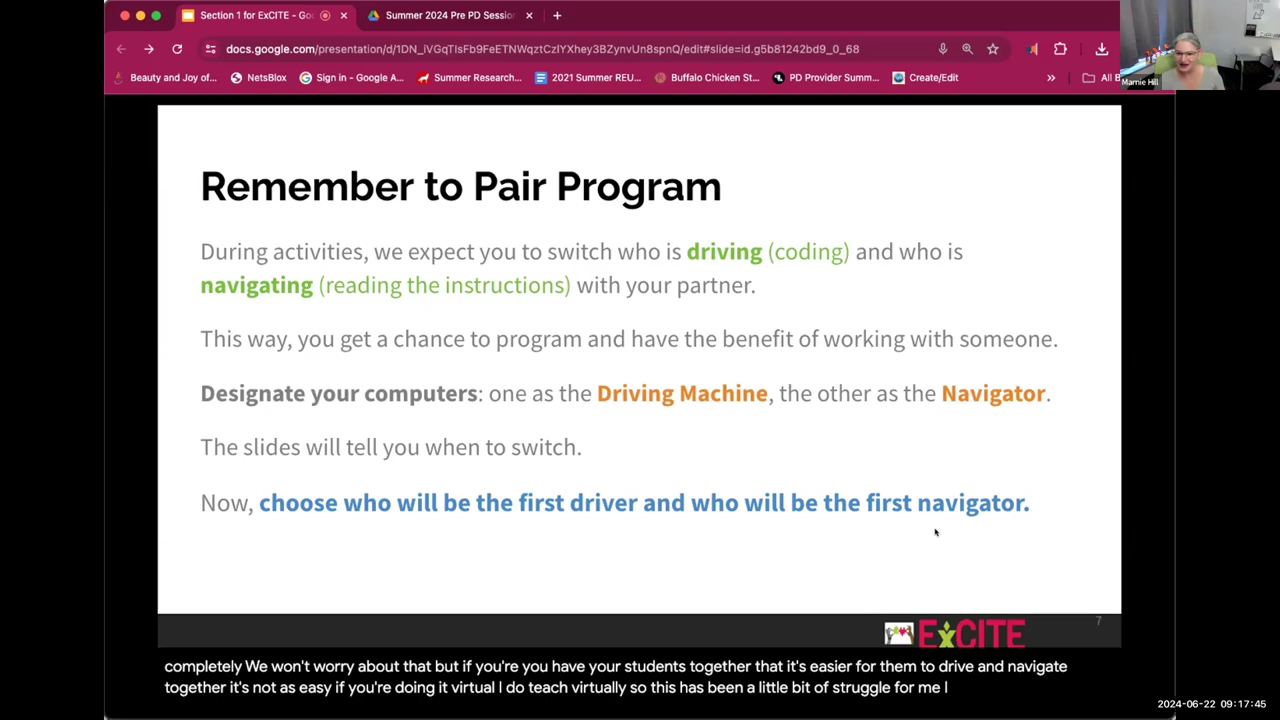 Section 1 for ExCITE - Goo
Summer 2024 Pre PD Session
docs.google.com/presentation/d/1DN_iVGqTIsFb9FeETNWqztCzlYXhey3BZynvUn8spnQ/edit#slide=id.g5b81242bd9_0_68
Beauty and Joy of...
NetsBlox
Sign in - Google A...
Summer Research...
2021 Summer REU...
Buffalo Chicken St...
PD Provider Summ...
Create/Edit
»
All B
Marnie Hill
Remember to Pair Program
During activities, we expect you to switch who is driving (coding) and who is
navigating (reading the instructions) with your partner.
This way, you get a chance to program and have the benefit of working with someone.
Designate your computers: one as the Driving Machine, the other as the Navigator.
The slides will tell you when to switch.
Now, choose who will be the first driver and who will be the first navigator.
ExCITE
7
completely We won't worry about that but if you're you have your students together that it's easier for them to drive and navigate
together it's not as easy if you're doing it virtual I do teach virtually so this has been a little bit of struggle for me I
2024-06-22 09:17:45